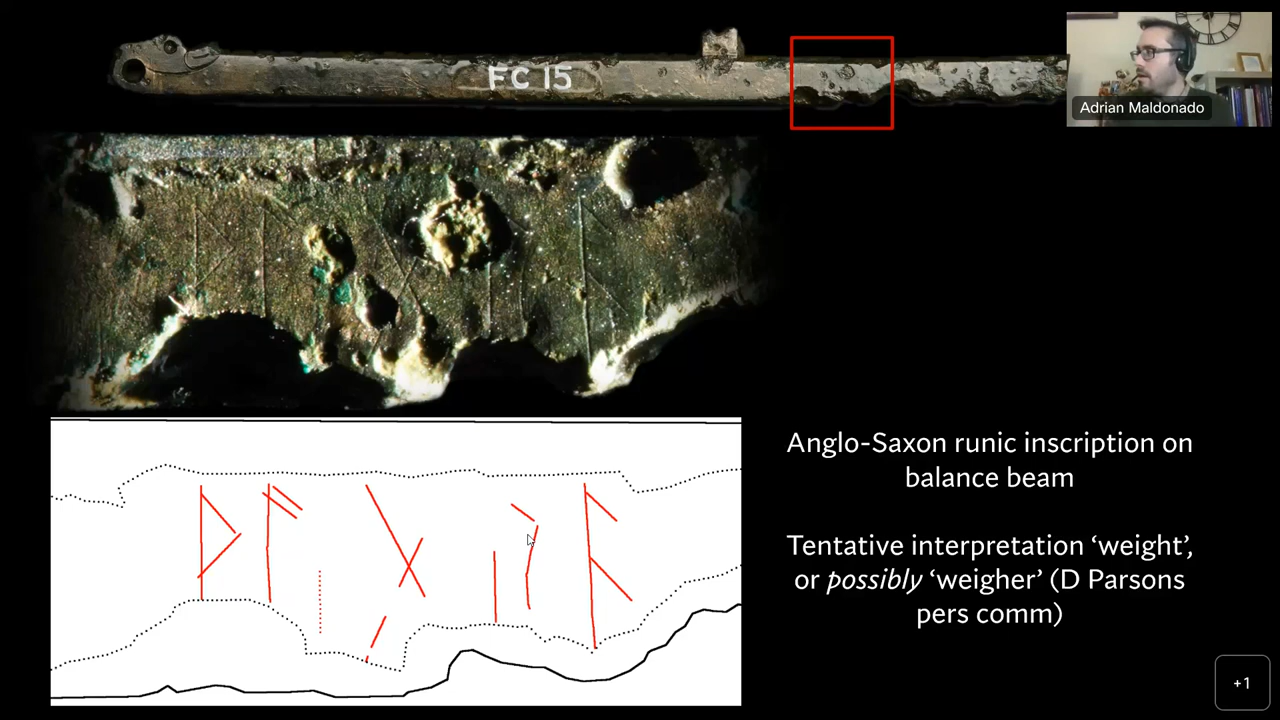 FC 15
Adrian Maldonado
Anglo-Saxon runic inscription on
balance beam
Tentative interpretation ‘weight’,
or possibly ‘weigher’ (D Parsons
pers comm)
+1